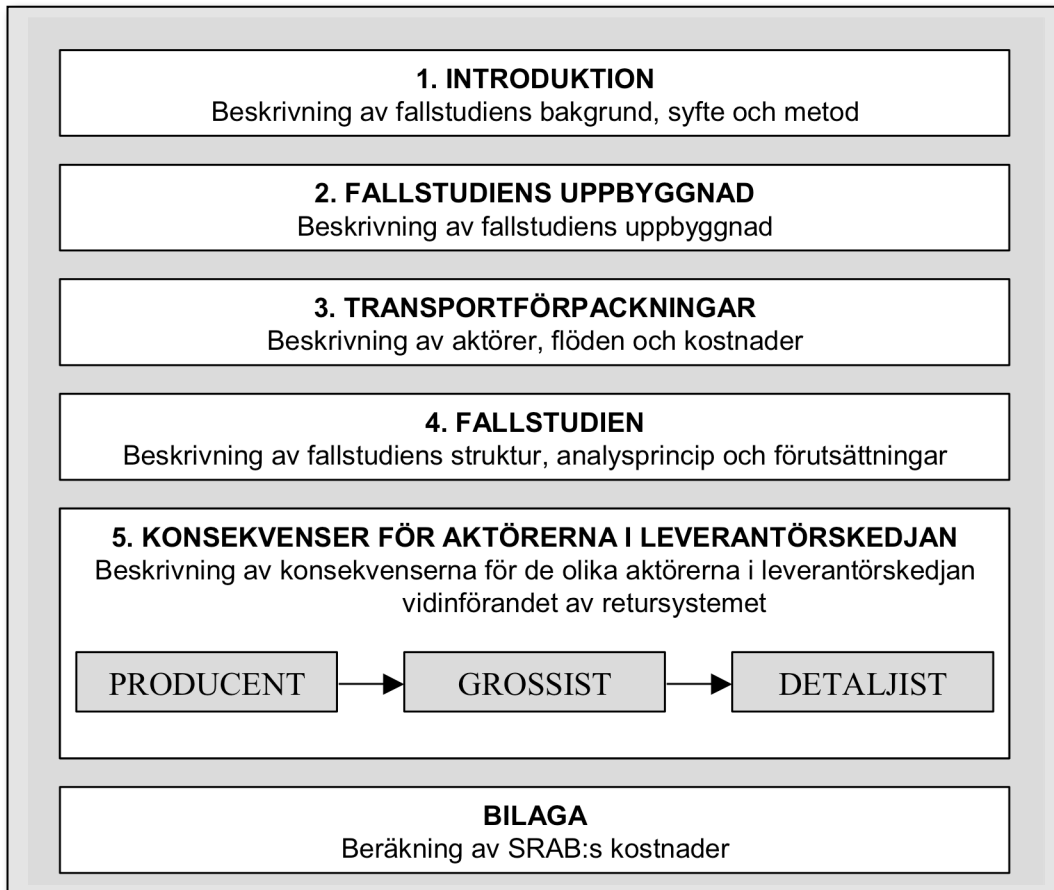 1. INTRODUKTION
Beskrivning av fallstudiens bakgrund, syfte och metod
2. FALLSTUDIENS UPPBYGGNAD
Beskrivning av fallstudiens uppbyggnad
3. TRANSPORTFÖRPACKNINGAR
Beskrivning av aktörer, flöden och kostnader
4. FALLSTUDIEN
Beskrivning av fallstudiens struktur, analysprincip och förutsättningar
5. KONSEKVENSER FÖR AKTÖRERNA I LEVERANTÖRSKEDJAN
Beskrivning av konsekvenserna för de olika aktörerna i leverantörskedjan
vidinförandet av retursystemet
PRODUCENT
GROSSIST
DETALJIST
BILAGA
Beräkning av SRAB:s kostnader